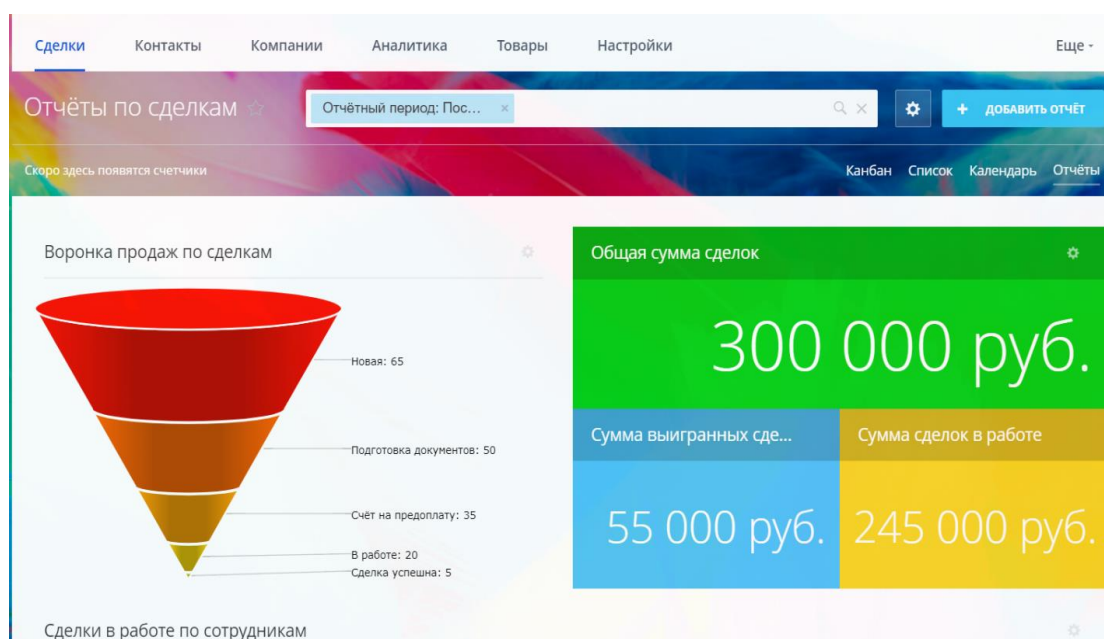 Сделки Контакты Компании Аналитика Товары Настройки Еще
Отчёты по сделкам Отчётный период: Пос... × + ДОБАВИТЬ ОТЧЁТ
Скоро здесь появятся счетчики Канбан Список Календарь Отчёты
Воронка продаж по сделкам
Новая: 65
Подготовка документов: 50
Счёт на предоплату: 35
В работе: 20
Сделка успешна: 5
Общая сумма сделок
300 000 руб.
Сумма выигранных сде...
55 000 руб.
Сумма сделок в работе
245 000 руб.
Сделки в работе по сотрудникам